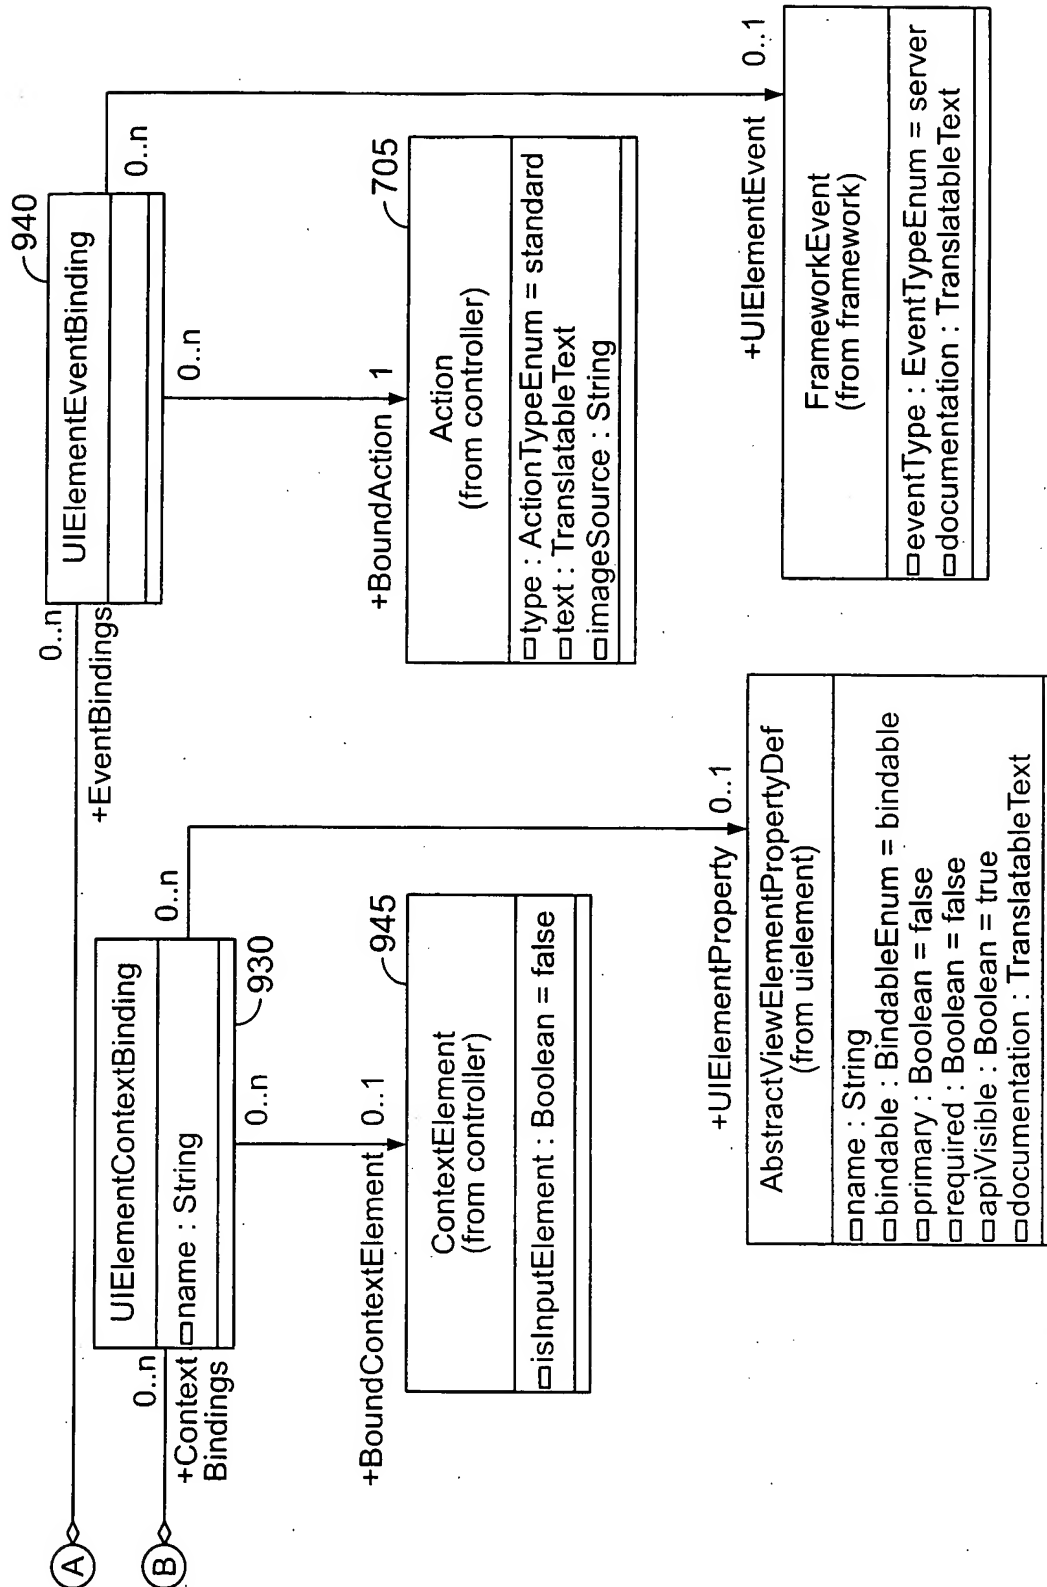 A
B
0..n
+EventBindings
UIElementEventBinding
940
0..n
0..n
+BoundAction
1
Action
(from controller)
705
type : ActionTypeEnum = standard
text : TranslatableText
imageSource : String
+UIElementEvent
0..1
FrameworkEvent
(from framework)
eventType : EventTypeEnum = server
documentation : TranslatableText
0..n
+Context
Bindings
UIElementContextBinding
name : String
930
0..n
0..n
+BoundContextElement
0..1
ContextElement
(from controller)
945
isInputElement : Boolean = false
+UIElementProperty
0..1
AbstractViewElementPropertyDef
(from uielement)
name : String
bindable : BindableEnum = bindable
primary : Boolean = false
required : Boolean = false
apiVisible : Boolean = true
documentation : TranslatableText